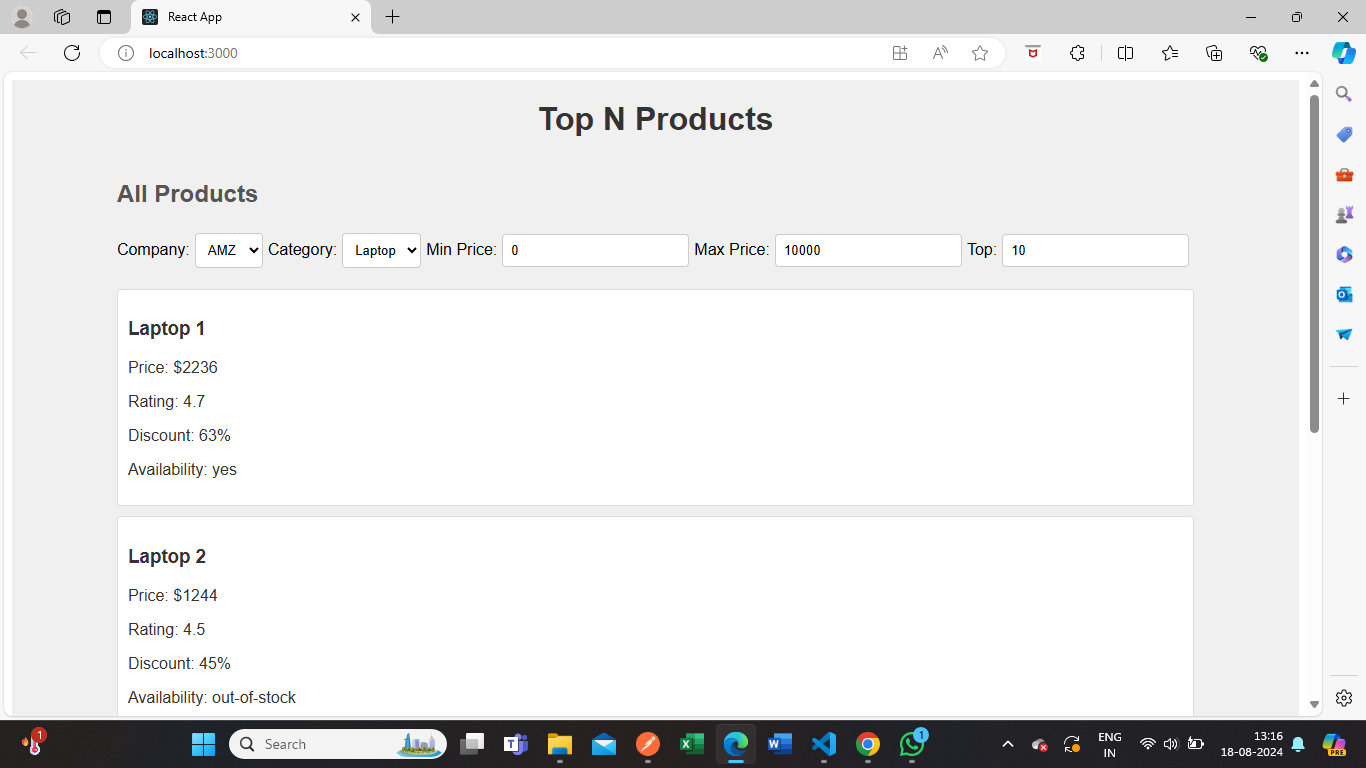 React App
localhost:3000
Top N Products
All Products
Company: AMZ Category: Laptop Min Price: 0 Max Price: 10000 Top: 10
Laptop 1
Price: $2236
Rating: 4.7
Discount: 63%
Availability: yes
Laptop 2
Price: $1244
Rating: 4.5
Discount: 45%
Availability: out-of-stock
1
Search
1
ENG
IN
13:16
18-08-2024
PRE